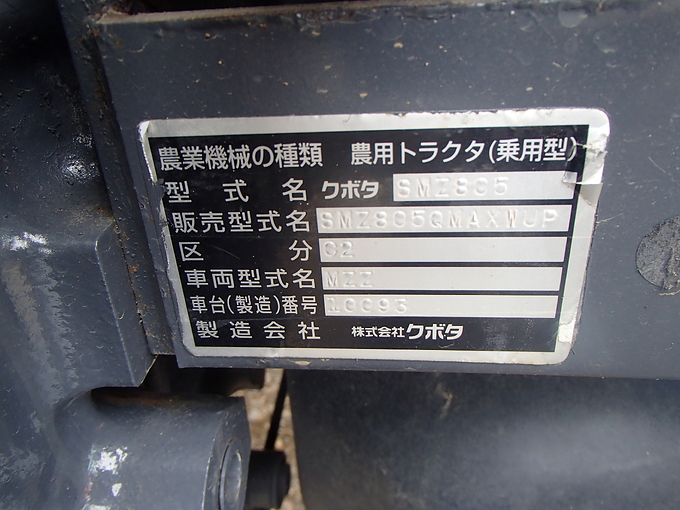 農業機械の種類 農用トラクタ(乗用型)
型式名 クボタ SMZ805
販売型式名 SMZ805QMAXWUP
区分 C2
車両型式名 MZZ
車台(製造)番号 10093
製造会社 株式会社クボタ